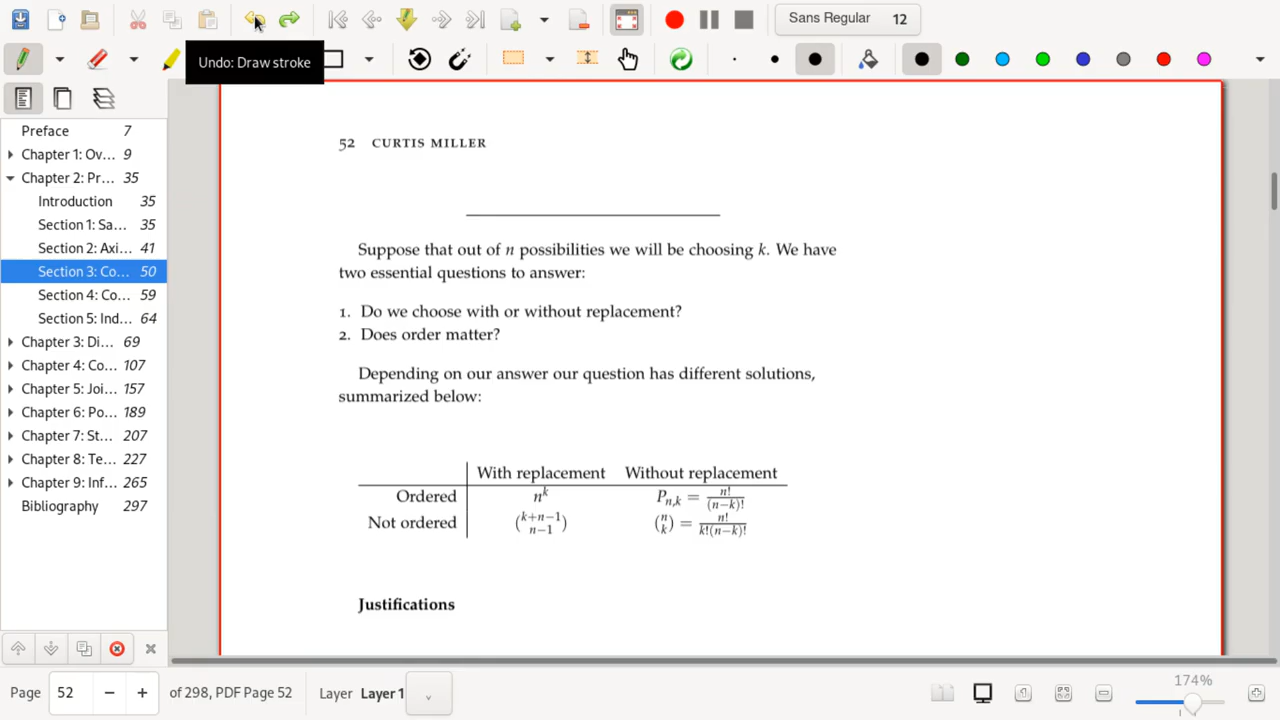 Sans Regular 12
Undo: Draw stroke
Preface 7
Chapter 1: Ov... 9
Chapter 2: Pr... 35
Introduction 35
Section 1: Sa... 35
Section 2: Axi... 41
Section 3: Co... 50
Section 4: Co... 59
Section 5: Ind... 64
Chapter 3: Di... 69
Chapter 4: Co... 107
Chapter 5: Joi... 157
Chapter 6: Po... 189
Chapter 7: St... 207
Chapter 8: Te... 227
Chapter 9: Inf... 265
Bibliography 297
52 CURTIS MILLER
Suppose that out of n possibilities we will be choosing k. We have
two essential questions to answer:
1. Do we choose with or without replacement?
2. Does order matter?
Depending on our answer our question has different solutions,
summarized below:
With replacement Without replacement
Ordered n^k P_{n,k} = \frac{n!}{(n-k)!}
Not ordered \binom{k+n-1}{n-1} \binom{n}{k} = \frac{n!}{k!(n-k)!}
Justifications
Page 52 of 298, PDF Page 52 Layer Layer 1 174%